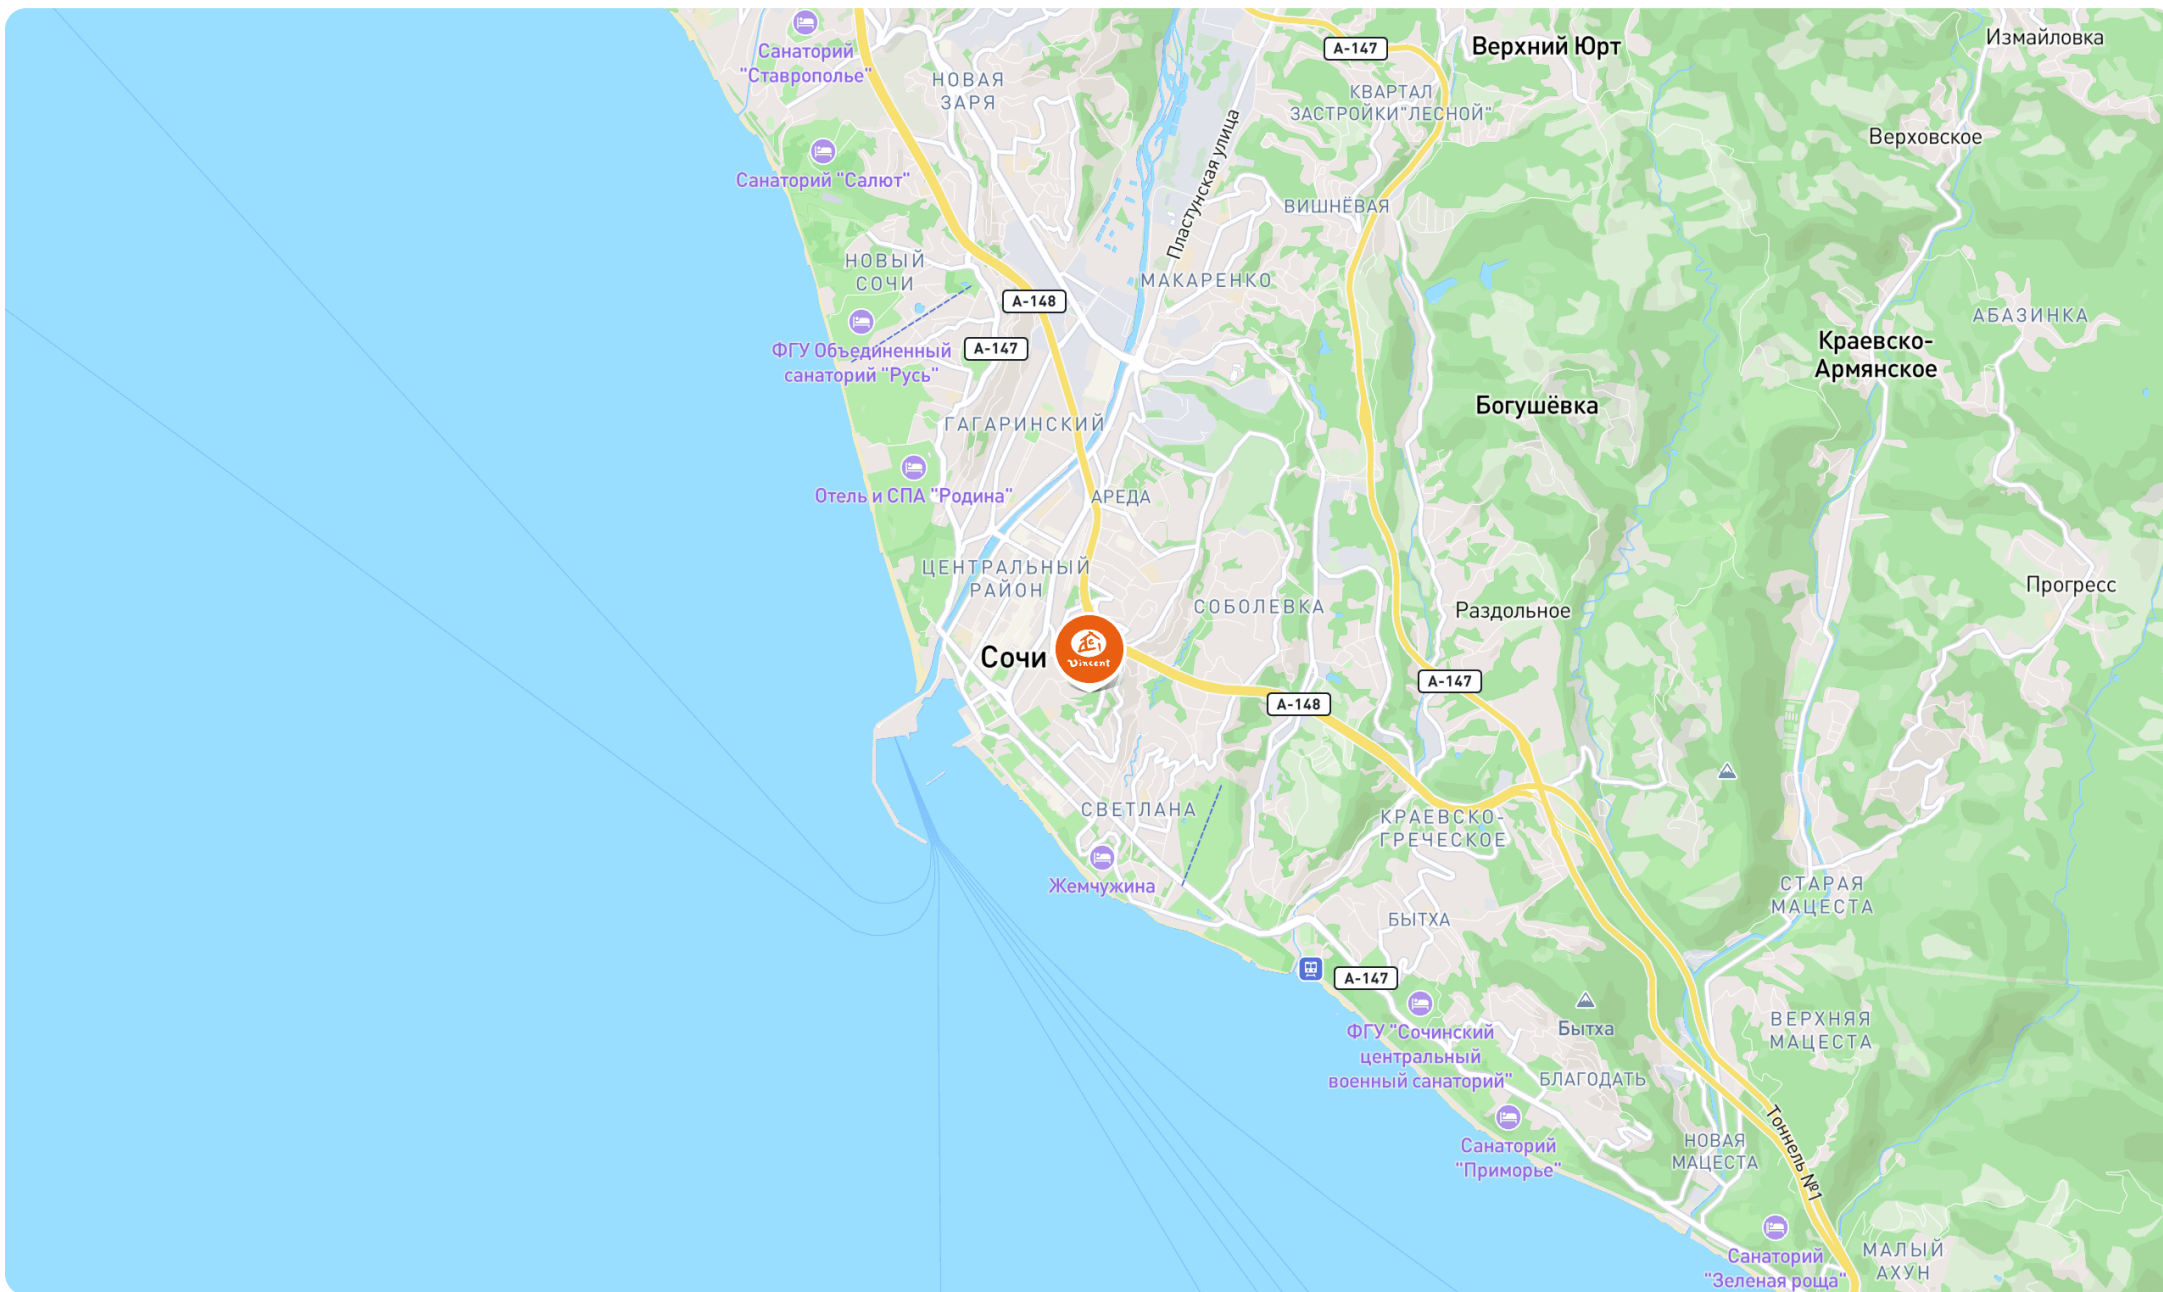 Санаторий
"Ставрополье"
НОВАЯ
ЗАРЯ
А-147
Верхний Юрт
Измайловка
КВАРТАЛ
ЗАСТРОЙКИ"ЛЕСНОЙ"
Верховское
Санаторий "Салют"
Пластунская улица
ВИШНЁВАЯ
НОВЫЙ
СОЧИ
МАКАРЕНКО
А-148
АБАЗИНКА
А-147
ФГУ Объединенный
санаторий "Русь"
Краевско-
Армянское
Богушёвка
ГАГАРИНСКИЙ
Отель и СПА "Родина"
АРЕДА
ЦЕНТРАЛЬНЫЙ
РАЙОН
СОБОЛЕВКА
Раздольное
Прогресс
Сочи
Vincent
А-147
А-148
СВЕТЛАНА
КРАЕВСКО-
ГРЕЧЕСКОЕ
Жемчужина
СТАРАЯ
МАЦЕСТА
БЫТХА
А-147
ФГУ "Сочинский
центральный
военный санаторий"
Бытха
ВЕРХНЯЯ
МАЦЕСТА
БЛАГОДАТЬ
Санаторий
"Приморье"
НОВАЯ
МАЦЕСТА
Тоннель №1
Санаторий
"Зеленая роща"
МАЛЫЙ
АХУН